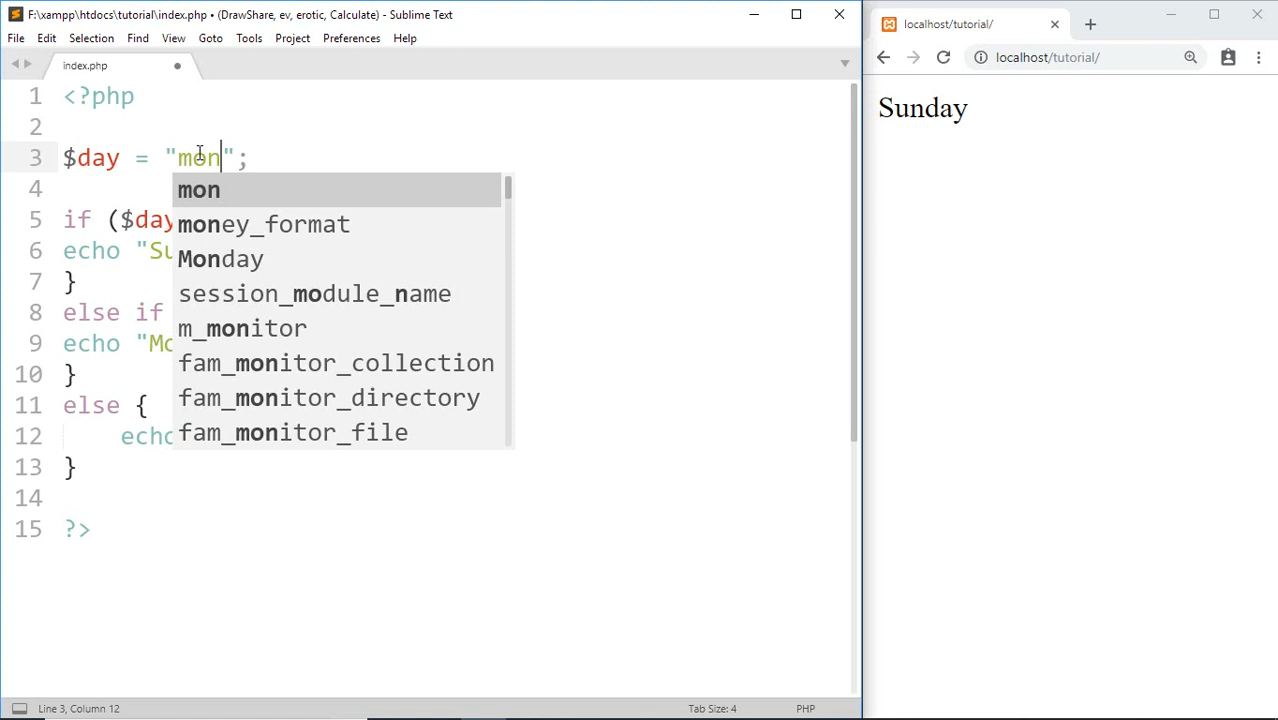 F:\xampp\htdocs\tutorial\index.php • (DrawShare, ev, erotic, Calculate) - Sublime Text
File Edit Selection Find View Goto Tools Project Preferences Help
index.php
1 <?php
2
3 $day = "mon";
4
5 if ($day
6 echo "Su
7 }
8 else if
9 echo "Mo
10 }
11 else {
12 echo
13 }
14
15 ?>
mon
money_format
Monday
session_module_name
m_monitor
fam_monitor_collection
fam_monitor_directory
fam_monitor_file
Line 3, Column 12 Tab Size: 4 PHP
localhost/tutorial/
localhost/tutorial/
Sunday